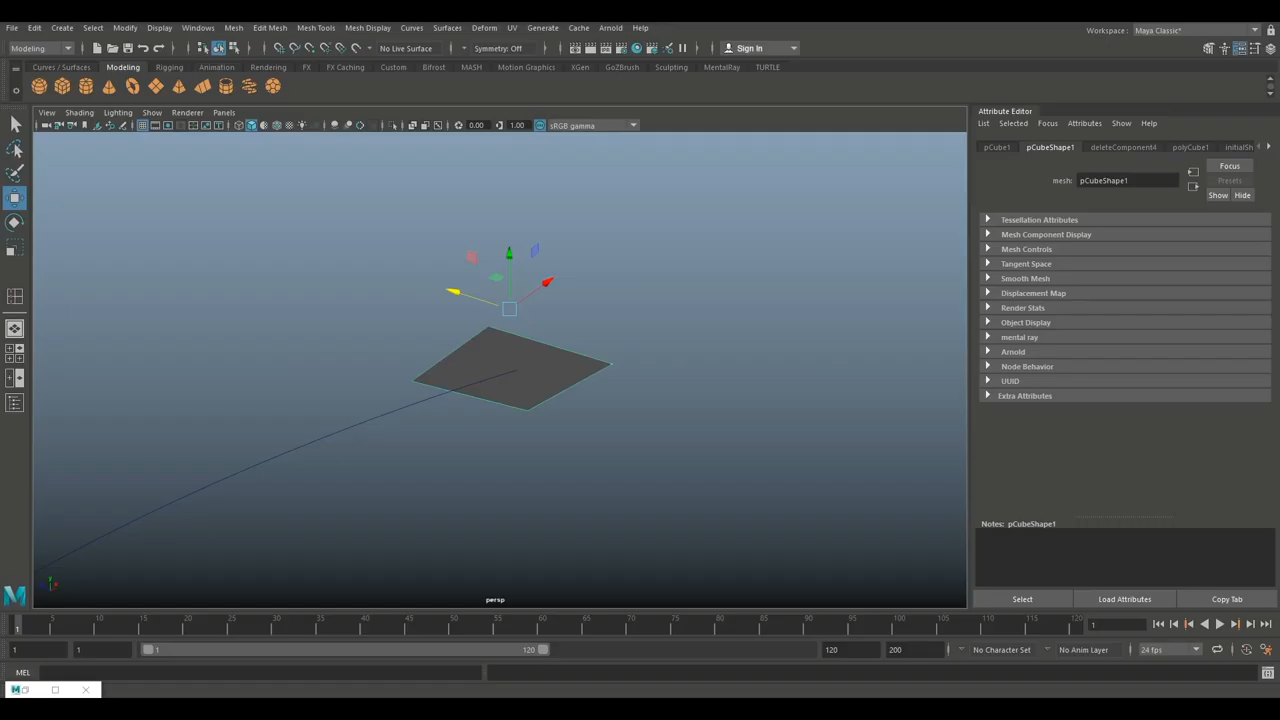 File Edit Create Select Modify Display Windows Mesh Edit Mesh Mesh Tools Mesh Display Curves Surfaces Deform UV Generate Cache Arnold Help
Workspace : Maya Classic*
Modeling No Live Surface Symmetry: Off Sign In
Curves / Surfaces Modeling Rigging Animation Rendering FX FX Caching Custom Bifrost MASH Motion Graphics XGen GoZBrush Sculpting MentalRay TURTLE
View Shading Lighting Show Renderer Panels
0.00 1.00 sRGB gamma
persp
Attribute Editor
List Selected Focus Attributes Show Help
pCube1 pCubeShape1 deleteComponent4 polyCube1 initialSh
mesh: pCubeShape1
Focus
Presets
Show Hide
Tessellation Attributes
Mesh Component Display
Mesh Controls
Tangent Space
Smooth Mesh
Displacement Map
Render Stats
Object Display
mental ray
Arnold
Node Behavior
UUID
Extra Attributes
Notes: pCubeShape1
Select Load Attributes Copy Tab
5 10 15 20 25 30 35 40 45 50 55 60 65 70 75 80 85 90 95 100 105 110 115 120
1 1
1 1 1 120 120 200 No Character Set No Anim Layer 24 fps
MEL